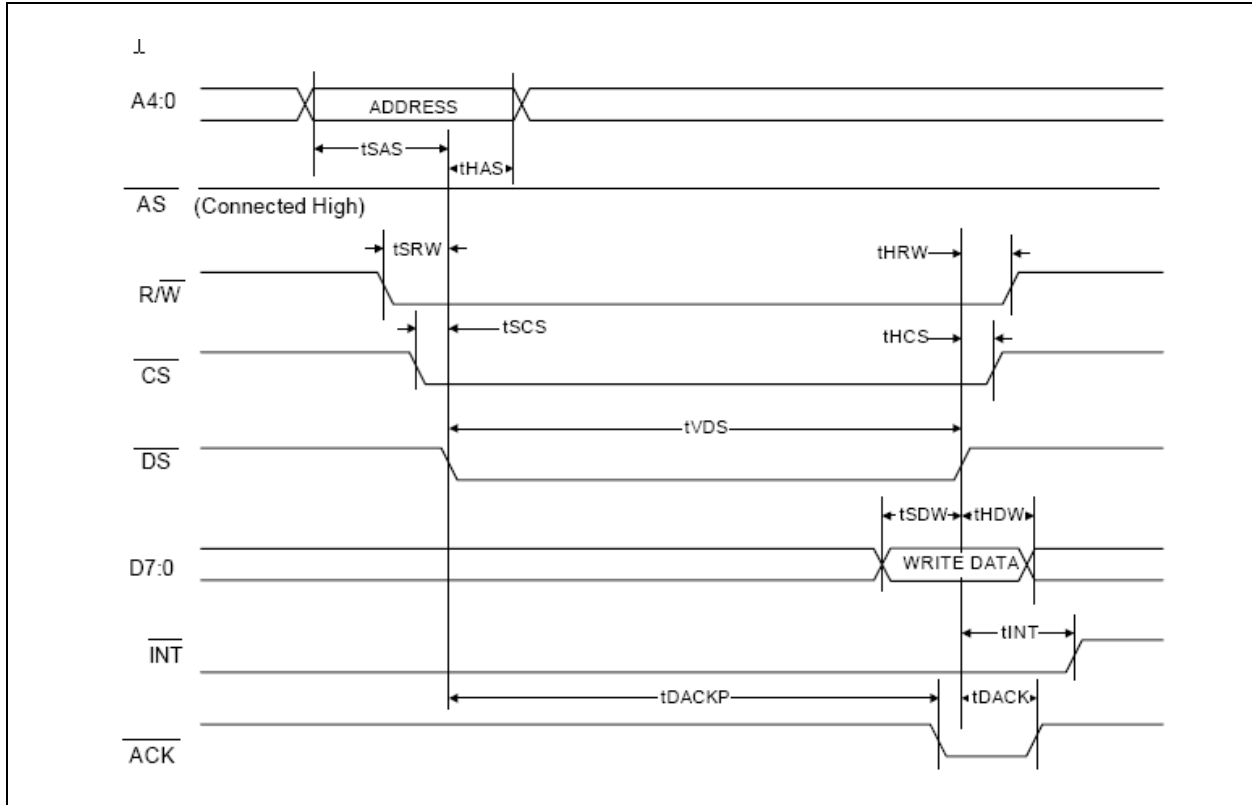 A4:0
ADDRESS
tSAS
tHAS
AS
(Connected High)
tSRW
tHRW
R/W
tSCS
tHCS
CS
tVDS
DS
tSDW
tHDW
D7:0
WRITE DATA
tINT
INT
tDACKP
tDACK
ACK